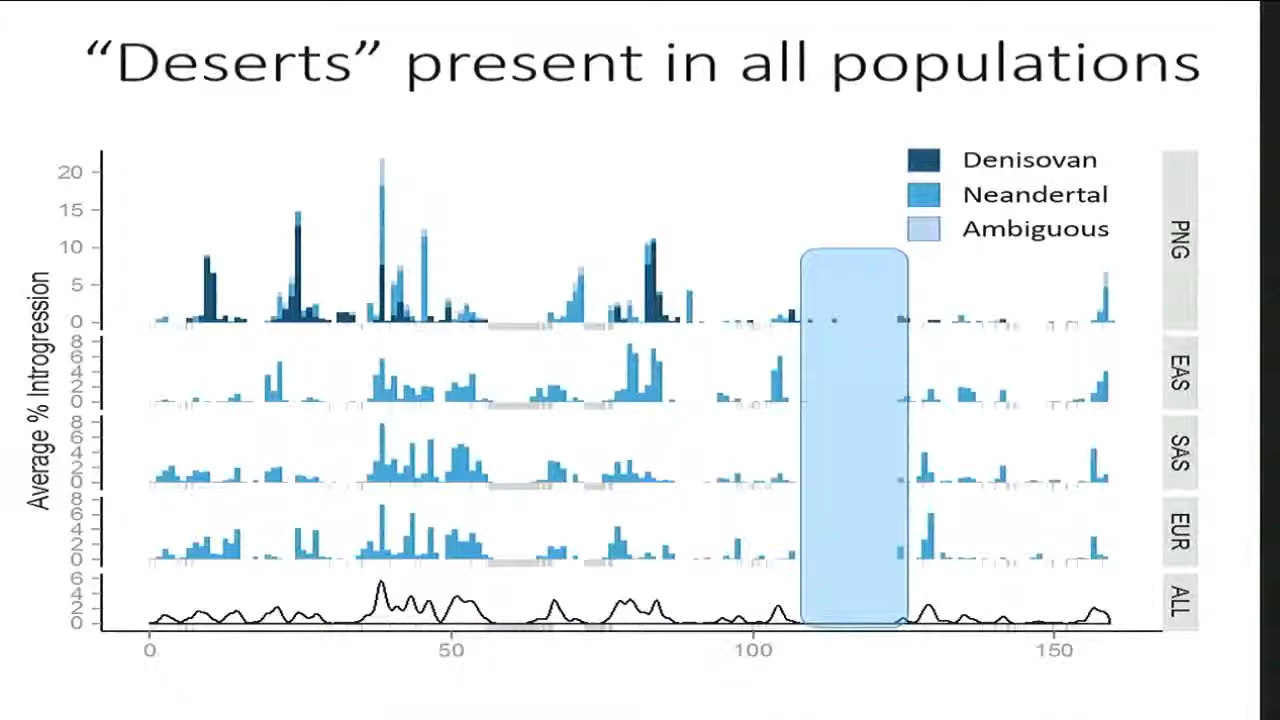 “Deserts” present in all populations
Denisovan
Neandertal
Ambiguous
Average % Introgression
20
15
10
5
0
PNG
8
6
4
2
0
EAS
8
6
4
2
0
SAS
8
6
4
2
0
EUR
6
4
2
0
ALL
0 50 100 150